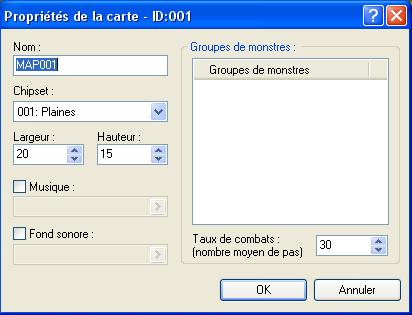 Propriétés de la carte - ID:001
Nom :
MAP001
Chipset :
001: Plaines
Largeur :
Hauteur :
20
15
Musique :
Fond sonore :
Groupes de monstres :
Groupes de monstres
Taux de combats :
(nombre moyen de pas)
30
OK
Annuler